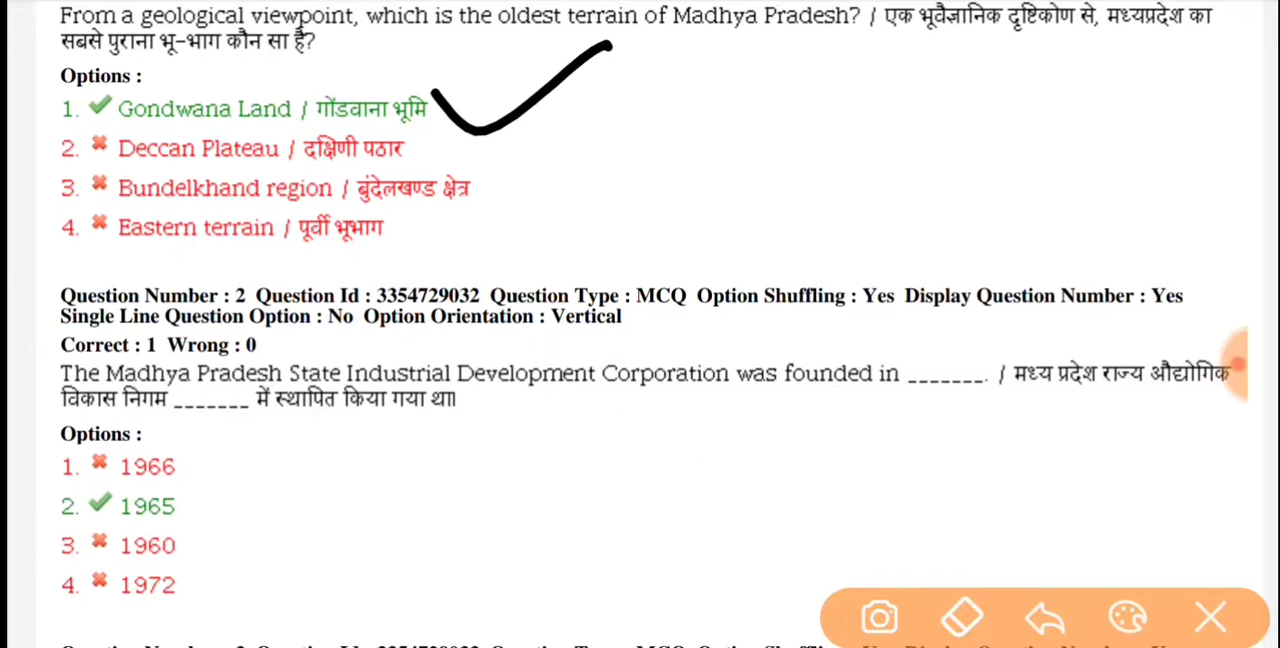 From a geological viewpoint, which is the oldest terrain of Madhya Pradesh? / एक भूवैज्ञानिक दृष्टिकोण से, मध्यप्रदेश का
सबसे पुराना भू-भाग कौन सा है?
Options :
1. Gondwana Land / गोंडवाना भूमि
2. Deccan Plateau / दक्षिणी पठार
3. Bundelkhand region / बुंदेलखण्ड क्षेत्र
4. Eastern terrain / पूर्वी भूभाग
Question Number : 2 Question Id : 3354729032 Question Type : MCQ Option Shuffling : Yes Display Question Number : Yes
Single Line Question Option : No Option Orientation : Vertical
Correct : 1 Wrong : 0
The Madhya Pradesh State Industrial Development Corporation was founded in _______. / मध्य प्रदेश राज्य औद्योगिक
विकास निगम _______ में स्थापित किया गया था।
Options :
1. 1966
2. 1965
3. 1960
4. 1972